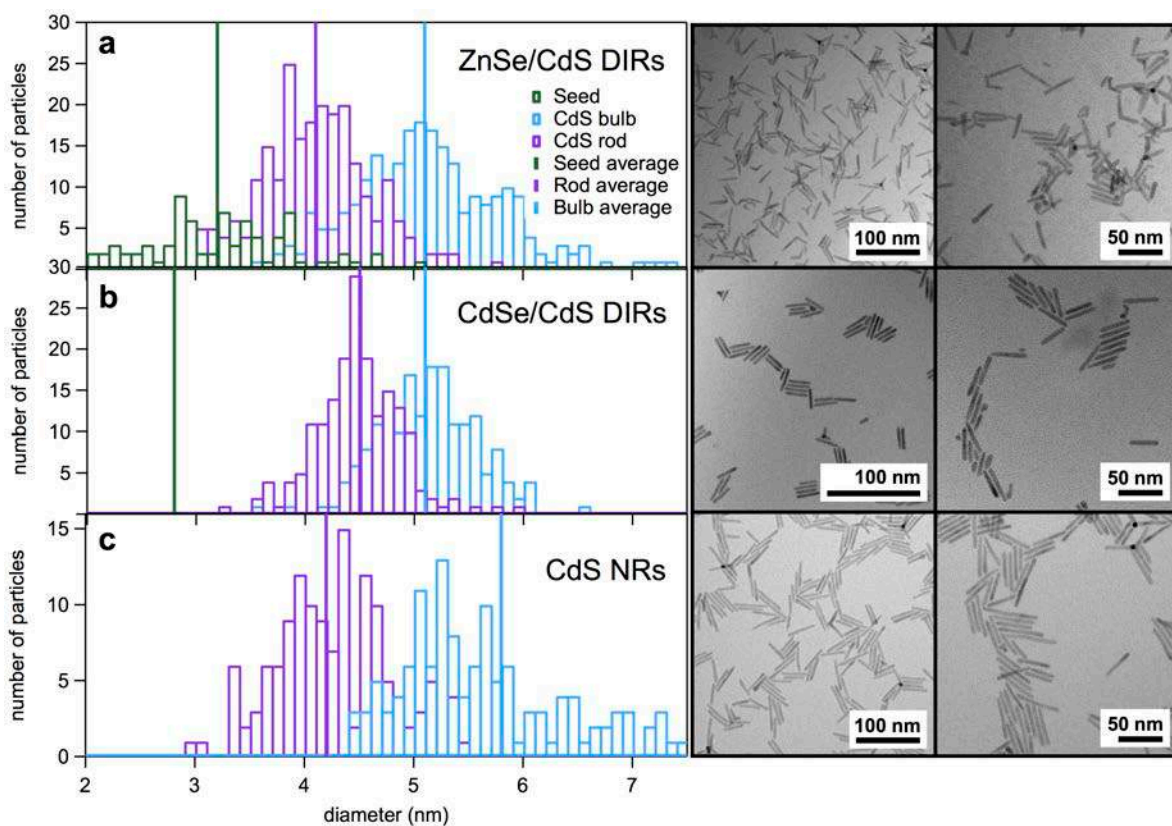 a
ZnSe/CdS DIRs
Seed
CdS bulb
CdS rod
Seed average
Rod average
Bulb average
number of particles
30
25
20
15
10
5
30
100 nm
50 nm
b
CdSe/CdS DIRs
number of particles
25
20
15
10
5
100 nm
50 nm
c
CdS NRs
number of particles
15
10
5
0
2
3
4
5
6
7
diameter (nm)
100 nm
50 nm